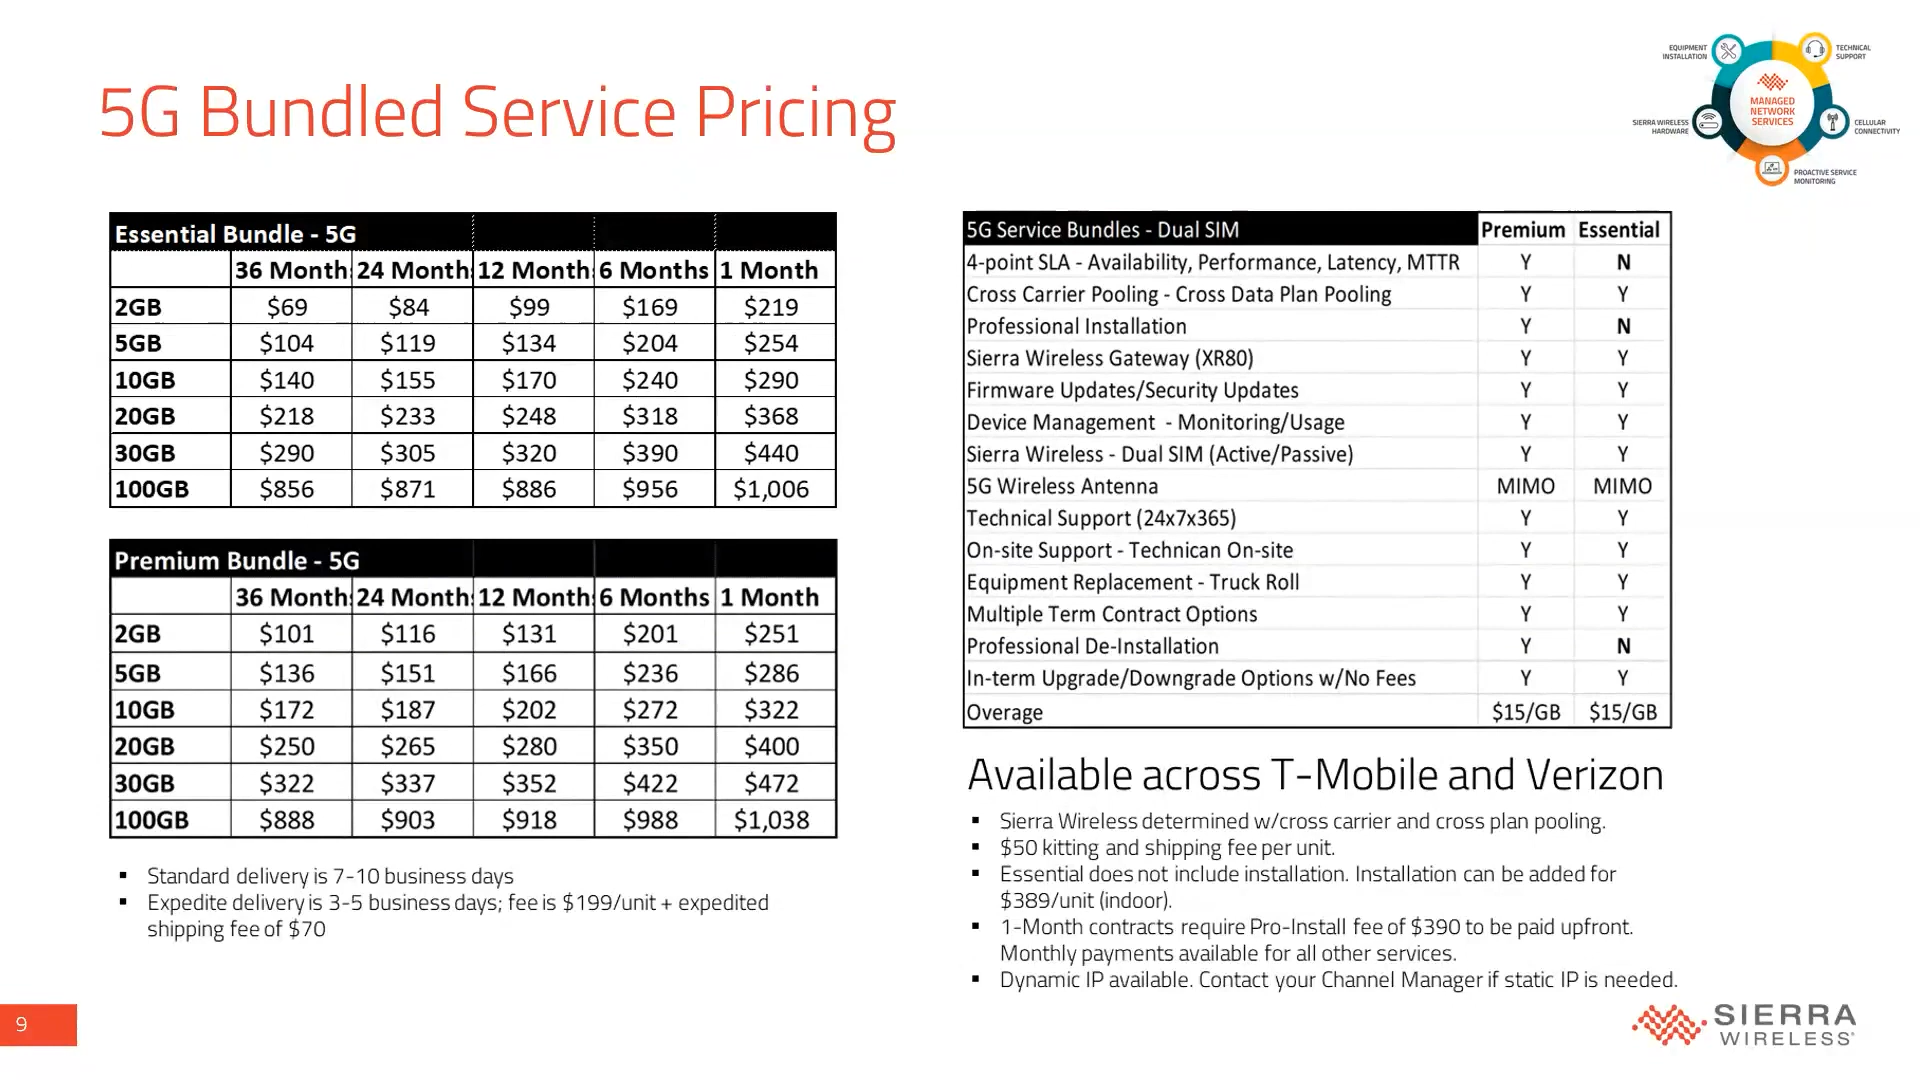 EQUIPMENT
INSTALLATION
TECHNICAL
SUPPORT
5G Bundled Service Pricing
MANAGED
NETWORK
SERVICES
SIERRA WIRELESS
HARDWARE
CELLULAR
CONNECTIVITY
PROACTIVE SERVICE
MONITORING
Essential Bundle - 5G
36 Month 24 Month 12 Month 6 Months 1 Month
2GB $69 $84 $99 $169 $219
5GB $104 $119 $134 $204 $254
10GB $140 $155 $170 $240 $290
20GB $218 $233 $248 $318 $368
30GB $290 $305 $320 $390 $440
100GB $856 $871 $886 $956 $1,006
Premium Bundle - 5G
36 Month 24 Month 12 Month 6 Months 1 Month
2GB $101 $116 $131 $201 $251
5GB $136 $151 $166 $236 $286
10GB $172 $187 $202 $272 $322
20GB $250 $265 $280 $350 $400
30GB $322 $337 $352 $422 $472
100GB $888 $903 $918 $988 $1,038
▪ Standard delivery is 7-10 business days
▪ Expedite delivery is 3-5 business days; fee is $199/unit + expedited
shipping fee of $70
5G Service Bundles - Dual SIM Premium Essential
4-point SLA - Availability, Performance, Latency, MTTR Y N
Cross Carrier Pooling - Cross Data Plan Pooling Y Y
Professional Installation Y N
Sierra Wireless Gateway (XR80) Y Y
Firmware Updates/Security Updates Y Y
Device Management - Monitoring/Usage Y Y
Sierra Wireless - Dual SIM (Active/Passive) Y Y
5G Wireless Antenna MIMO MIMO
Technical Support (24x7x365) Y Y
On-site Support - Technican On-site Y Y
Equipment Replacement - Truck Roll Y Y
Multiple Term Contract Options Y Y
Professional De-Installation Y N
In-term Upgrade/Downgrade Options w/No Fees Y Y
Overage $15/GB $15/GB
Available across T-Mobile and Verizon
▪ Sierra Wireless determined w/cross carrier and cross plan pooling.
▪ $50 kitting and shipping fee per unit.
▪ Essential does not include installation. Installation can be added for
$389/unit (indoor).
▪ 1-Month contracts require Pro-Install fee of $390 to be paid upfront.
Monthly payments available for all other services.
▪ Dynamic IP available. Contact your Channel Manager if static IP is needed.
9
SIERRA
WIRELESS